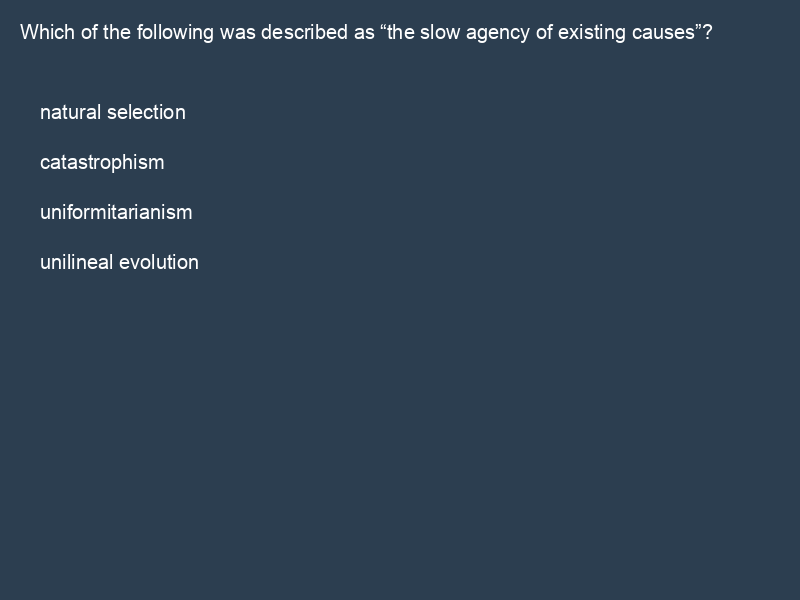 Which of the following was described as “the slow agency of existing causes”?
natural selection
catastrophism
uniformitarianism
unilineal evolution